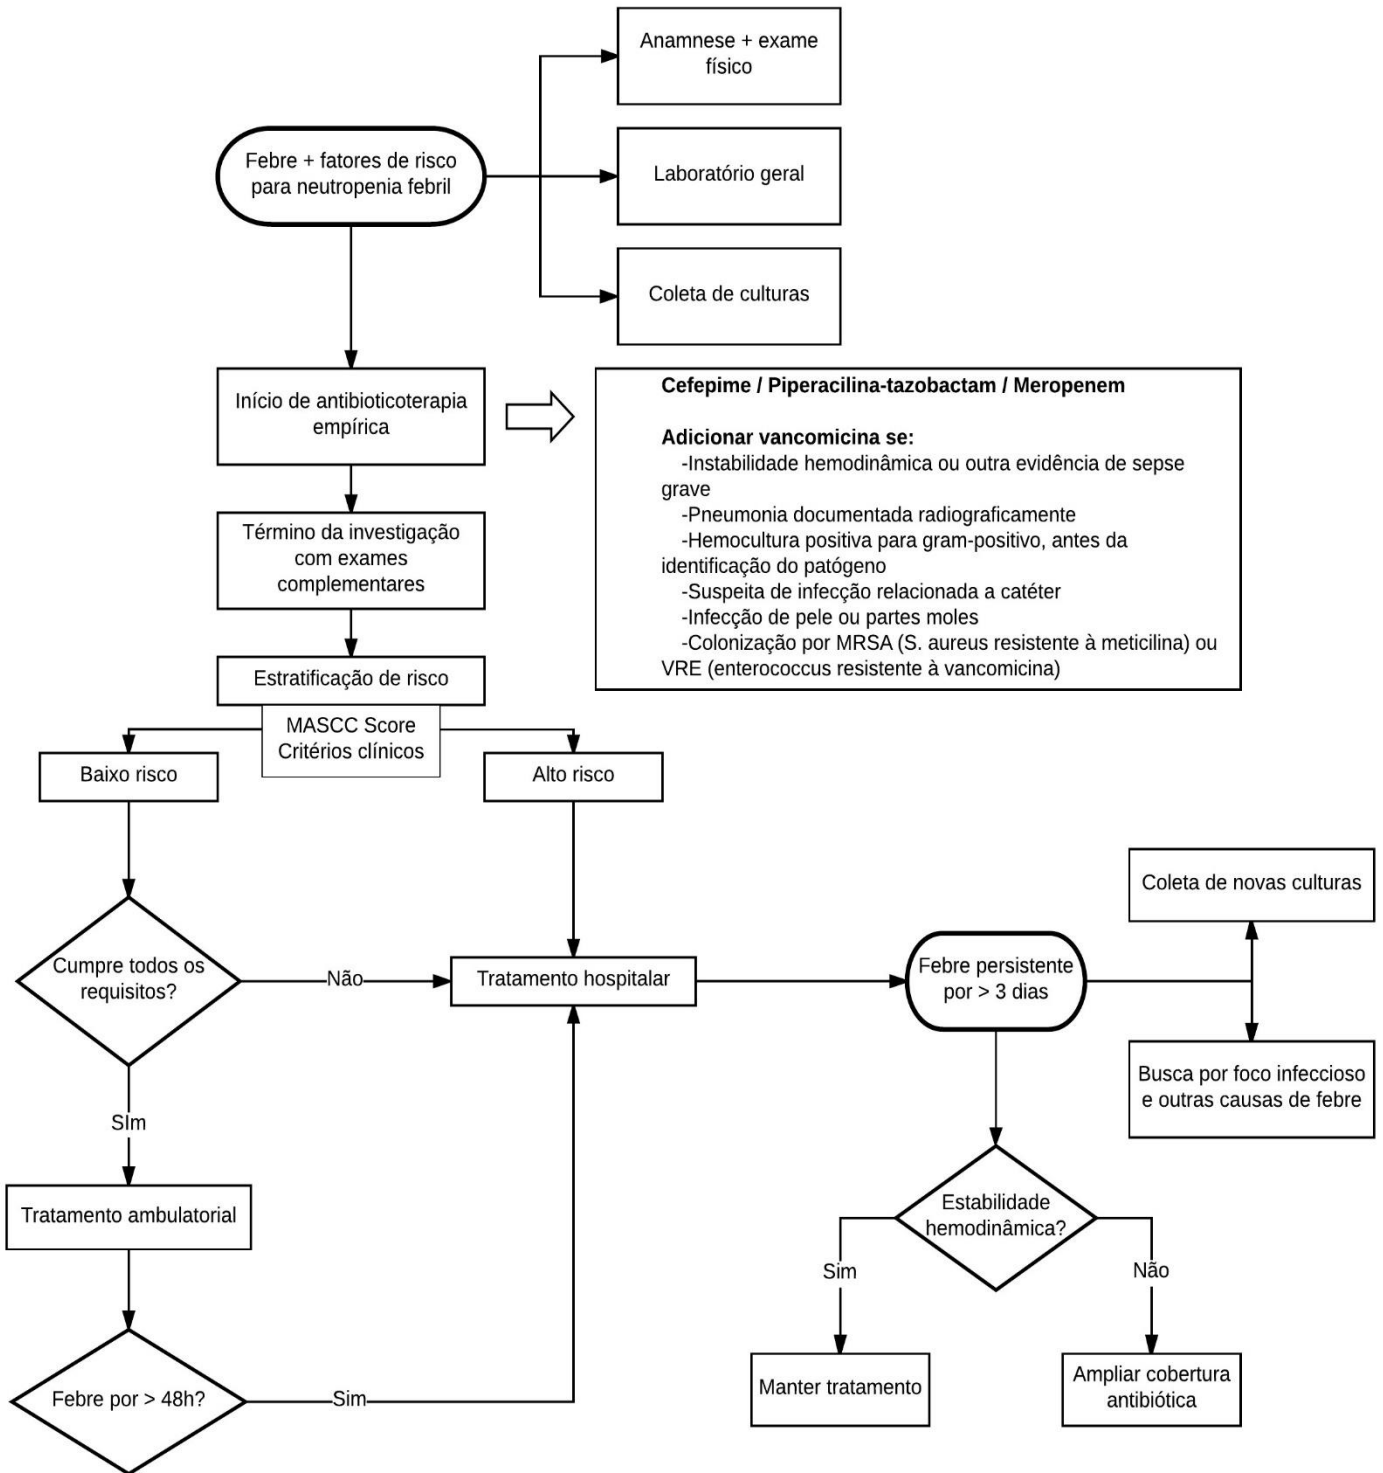 Anamnese + exame
físico
Febre + fatores de risco
para neutropenia febril
Laboratório geral
Coleta de culturas
Início de antibioticoterapia
empírica
Cefepime / Piperacilina-tazobactam / Meropenem
Adicionar vancomicina se:
-Instabilidade hemodinâmica ou outra evidência de sepse
grave
-Pneumonia documentada radiograficamente
-Hemocultura positiva para gram-positivo, antes da
identificação do patógeno
-Suspeita de infecção relacionada a catéter
-Infecção de pele ou partes moles
-Colonização por MRSA (S. aureus resistente à meticilina) ou
VRE (enterococcus resistente à vancomicina)
Término da investigação
com exames
complementares
Estratificação de risco
MASCC Score
Critérios clínicos
Baixo risco
Alto risco
Cumpre todos os
requisitos?
Não
Tratamento hospitalar
Febre persistente
por > 3 dias
Coleta de novas culturas
Busca por foco infeccioso
e outras causas de febre
SIm
Tratamento ambulatorial
Febre por > 48h?
Sim
Estabilidade
hemodinâmica?
Sim
Não
Manter tratamento
Ampliar cobertura
antibiótica